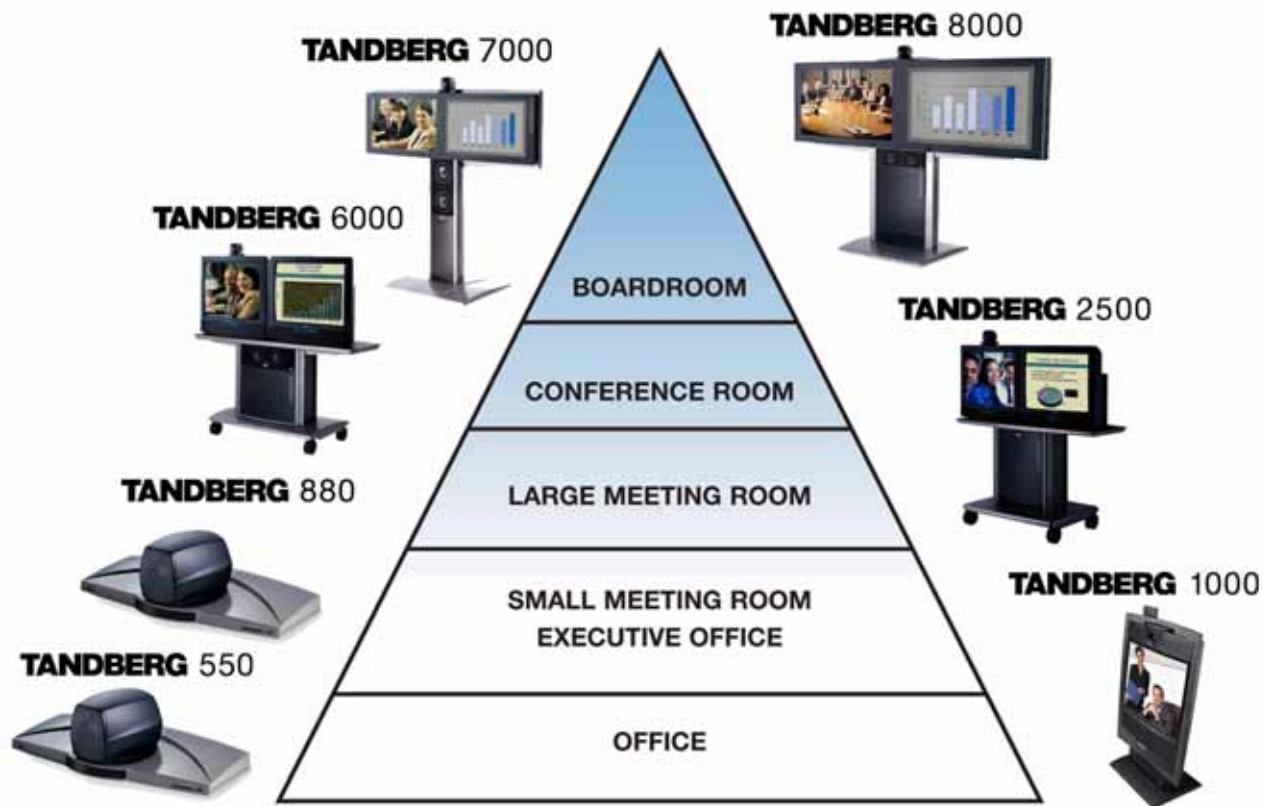 TANDBERG 8000
TANDBERG 7000
TANDBERG 6000
BOARDROOM
TANDBERG 2500
CONFERENCE ROOM
TANDBERG 880
LARGE MEETING ROOM
TANDBERG 1000
SMALL MEETING ROOM
EXECUTIVE OFFICE
TANDBERG 550
OFFICE